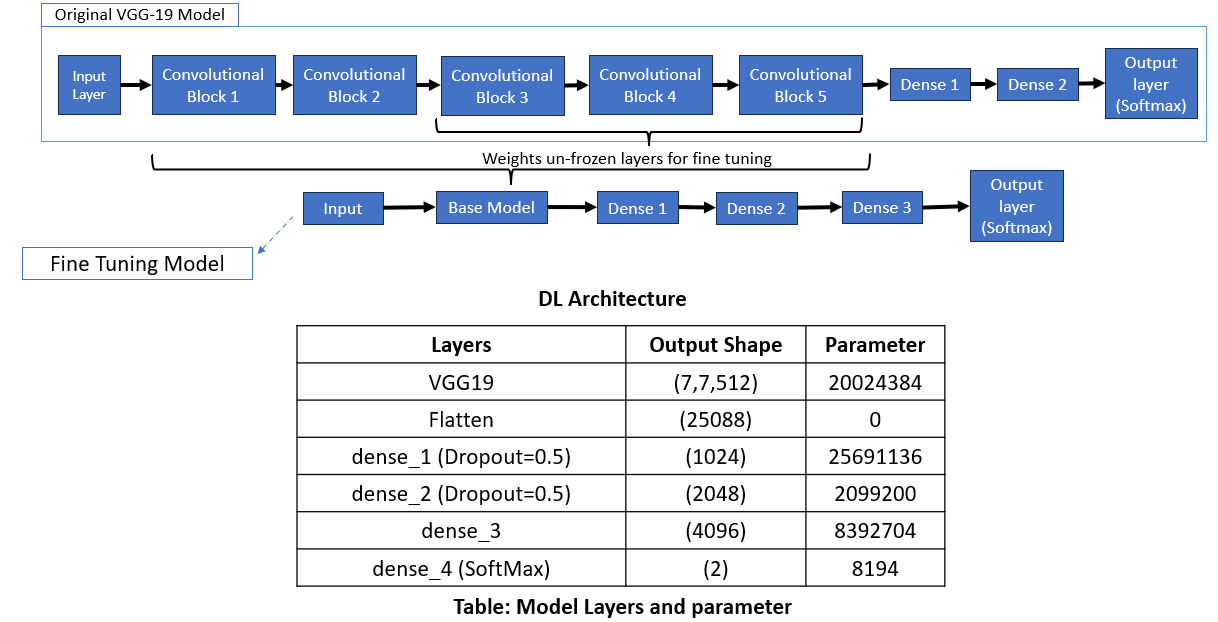 Original VGG-19 Model
Input
Layer
Convolutional
Block 1
Convolutional
Block 2
Convolutional
Block 3
Convolutional
Block 4
Convolutional
Block 5
Dense 1
Dense 2
Output
layer
(Softmax)
Weights un-frozen layers for fine tuning
Input
Base Model
Dense 1
Dense 2
Dense 3
Output
layer
(Softmax)
Fine Tuning Model
DL Architecture
Layers Output Shape Parameter
VGG19 (7,7,512) 20024384
Flatten (25088) 0
dense_1 (Dropout=0.5) (1024) 25691136
dense_2 (Dropout=0.5) (2048) 2099200
dense_3 (4096) 8392704
dense_4 (SoftMax) (2) 8194
Table: Model Layers and parameter